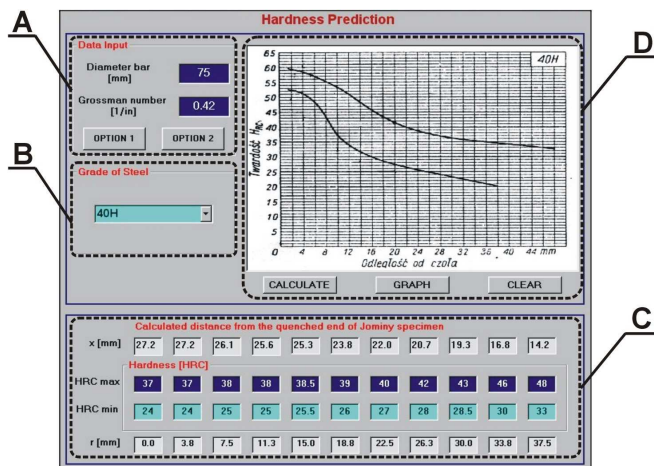 Hardness Prediction
A
Data Input
Diameter bar
[mm]
75
Grossman number
[1/in]
0.42
OPTION 1 OPTION 2
B
Grade of Steel
40H
D
40H
Twardość HRC
65
60
55
50
45
40
35
30
25
20
15
10
5
4 8 12 16 20 24 28 32 36 40 44 mm
Odległość od czoła
CALCULATE GRAPH CLEAR
C
Calculated distance from the quenched end of Jominy specimen
x [mm] 27.2 27.2 26.1 25.6 25.3 23.8 22.0 20.7 19.3 16.8 14.2
Hardness [HRC]
HRC max 37 37 38 38 38.5 39 40 42 43 46 48
HRC min 24 24 25 25 25.5 26 27 28 28.5 30 33
r [mm] 0.0 3.8 7.5 11.3 15.0 18.8 22.5 26.3 30.0 33.8 37.5